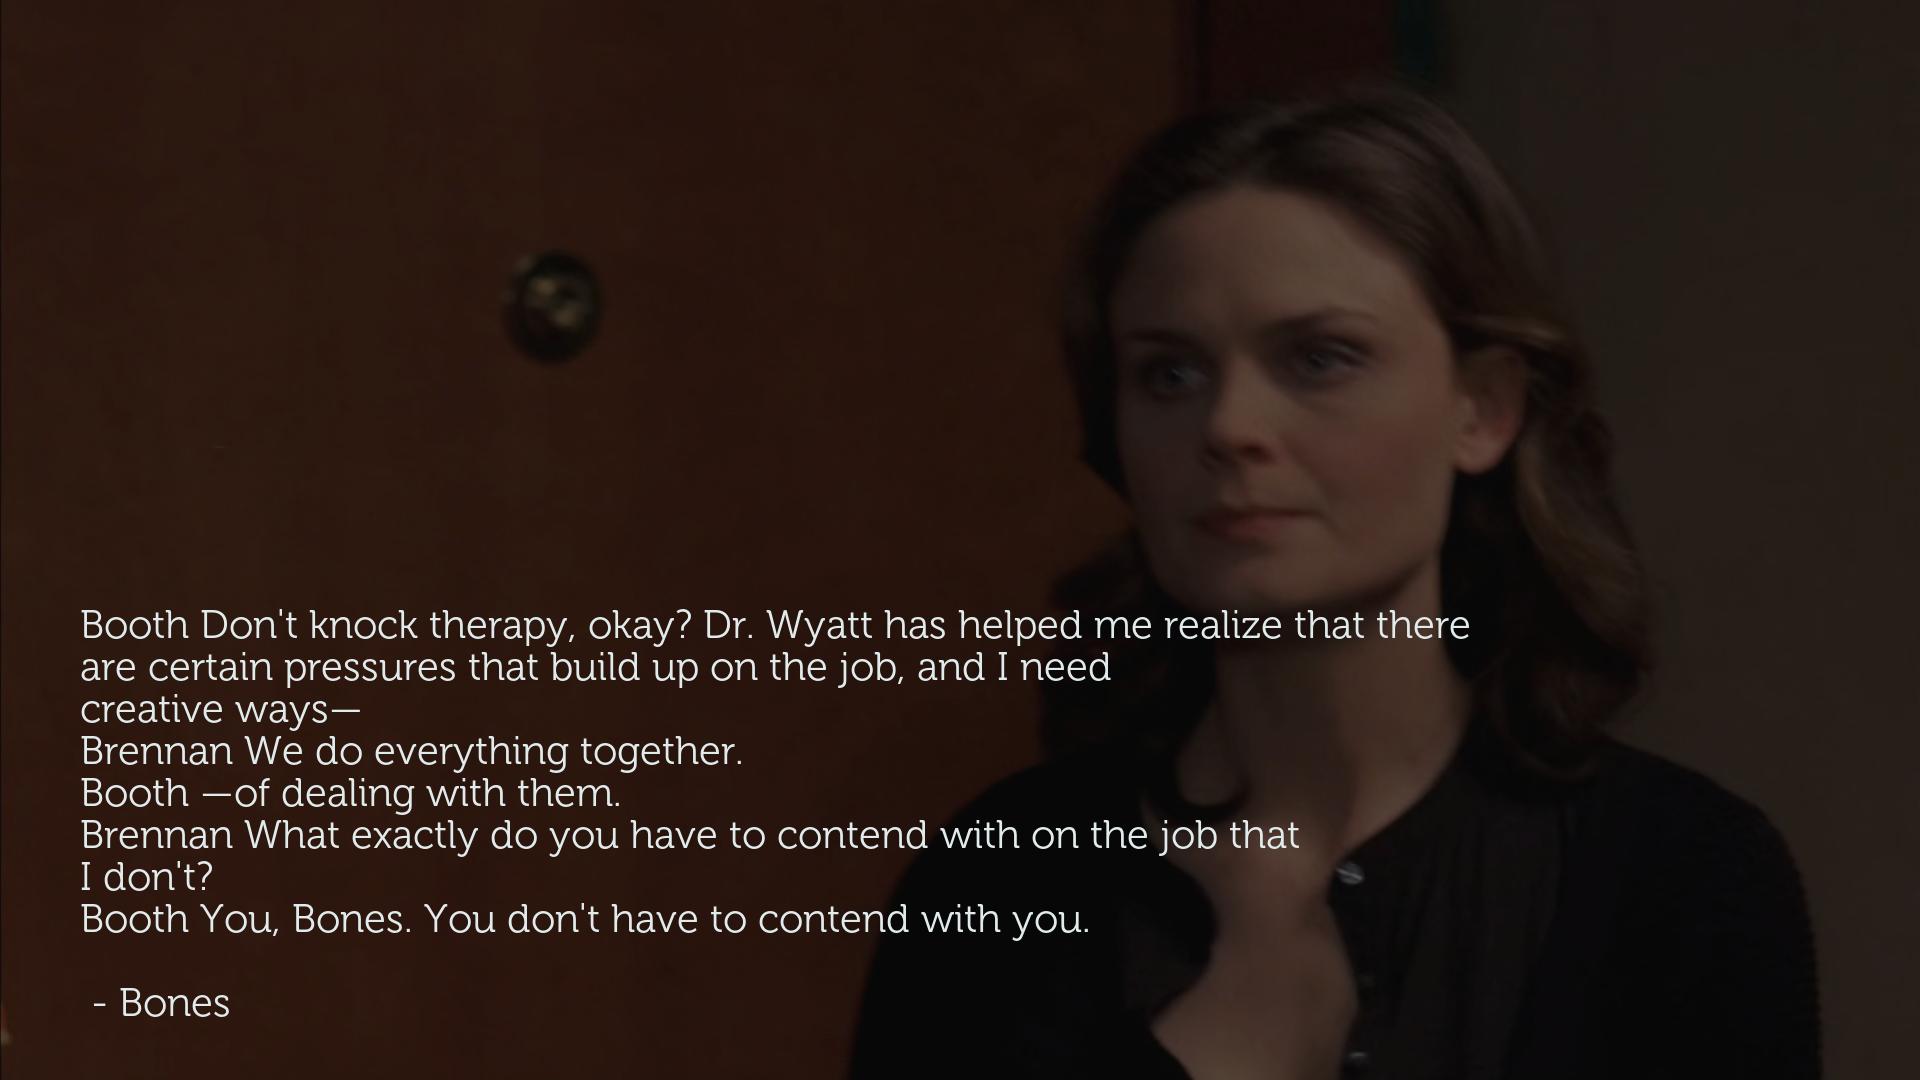 Booth Don't knock therapy, okay? Dr. Wyatt has helped me realize that there
are certain pressures that build up on the job, and I need
creative ways—
Brennan We do everything together.
Booth —of dealing with them.
Brennan What exactly do you have to contend with on the job that
I don't?
Booth You, Bones. You don't have to contend with you.
- Bones